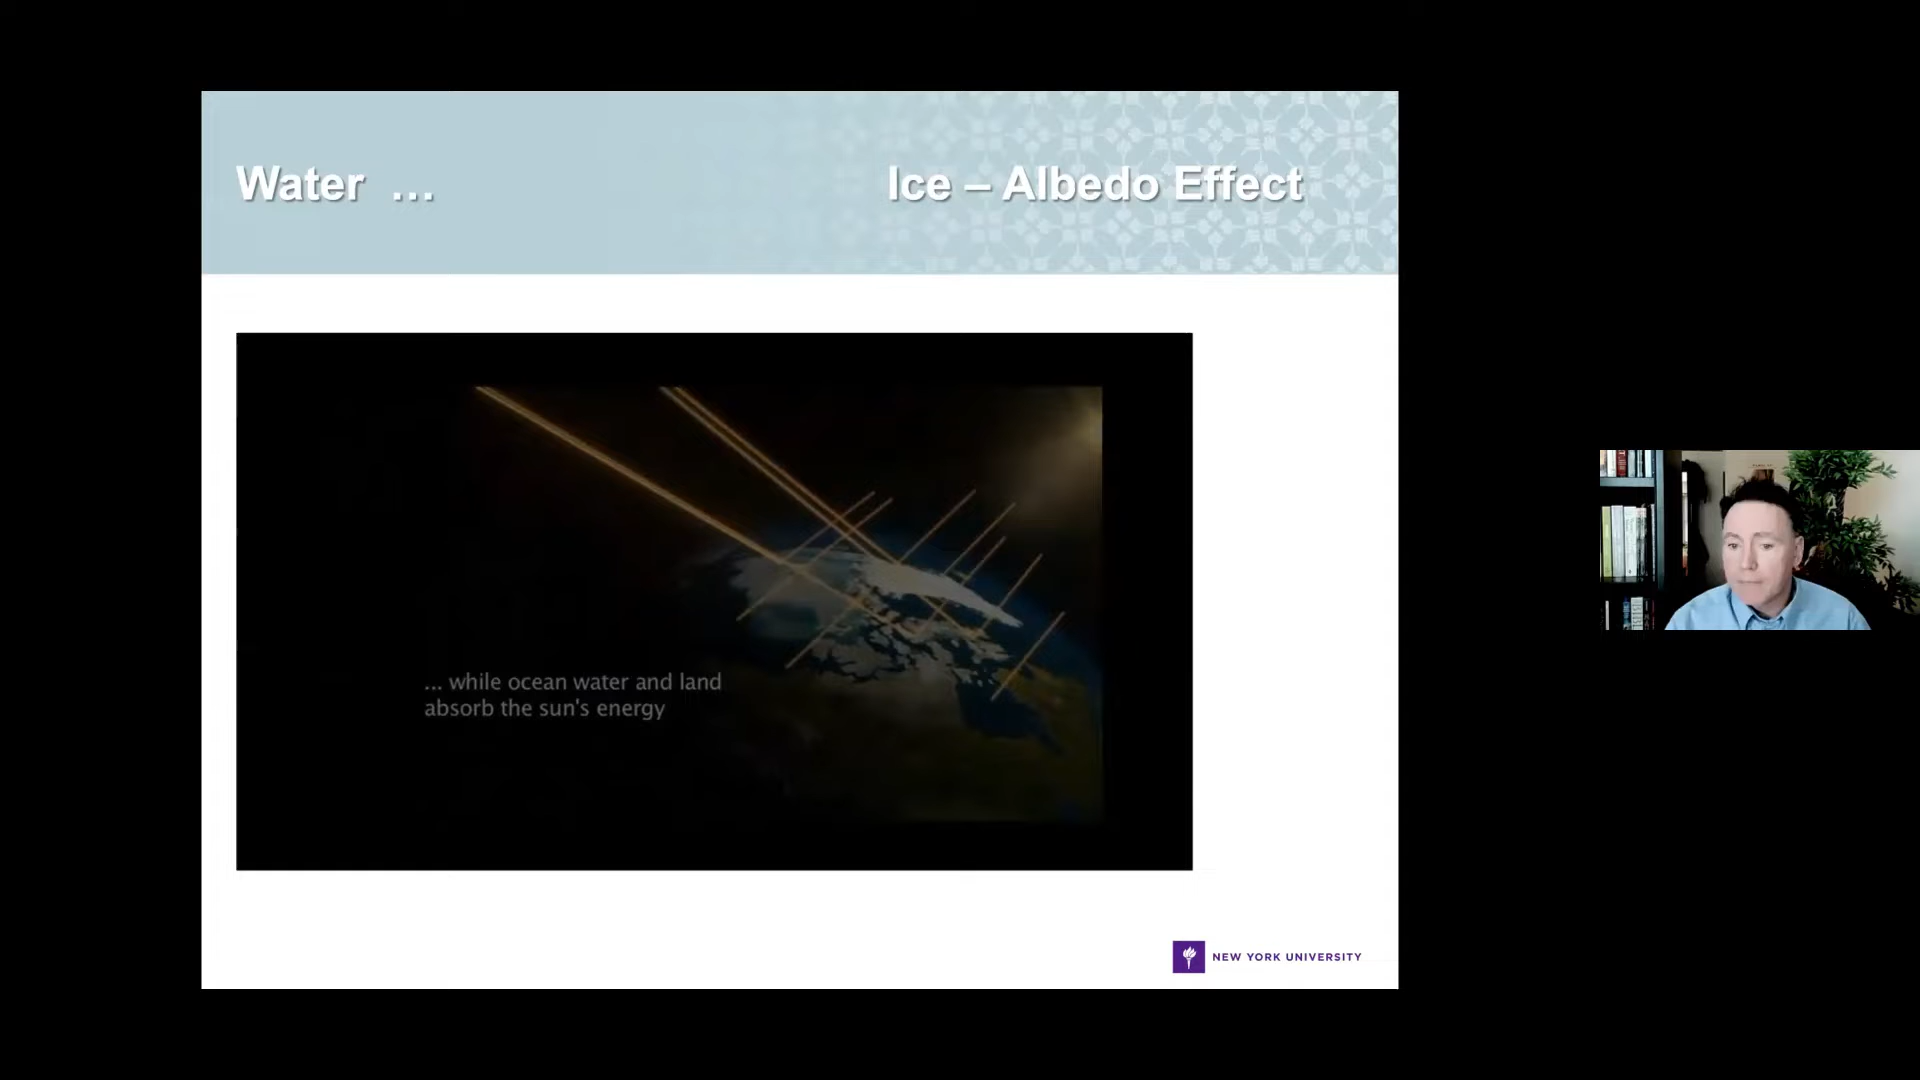 Water … Ice – Albedo Effect
... while ocean water and land
absorb the sun's energy
NEW YORK UNIVERSITY